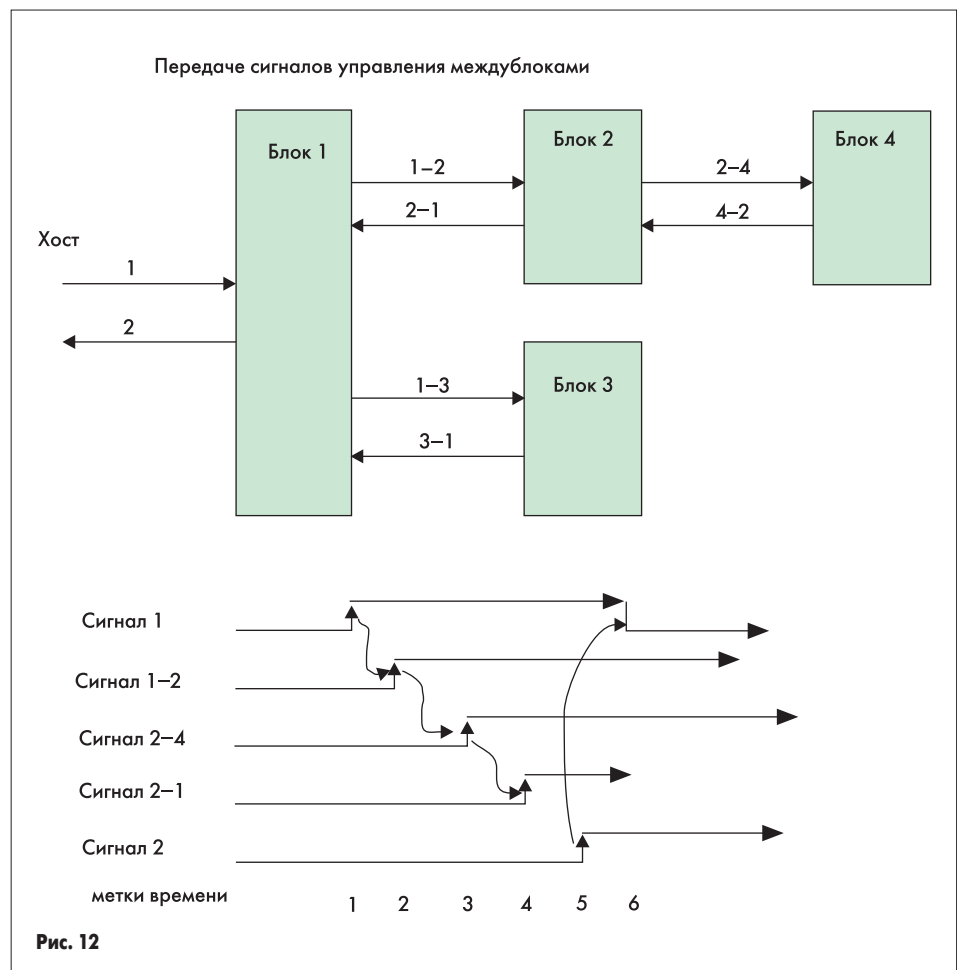 Передаче сигналов управления междублоками
Блок 1
Блок 2
Блок 4
1–2
2–4
2–1
4–2
Хост
1
2
1–3
Блок 3
3–1
Сигнал 1
Сигнал 1–2
Сигнал 2–4
Сигнал 2–1
Сигнал 2
метки времени 1 2 3 4 5 6
Рис. 12